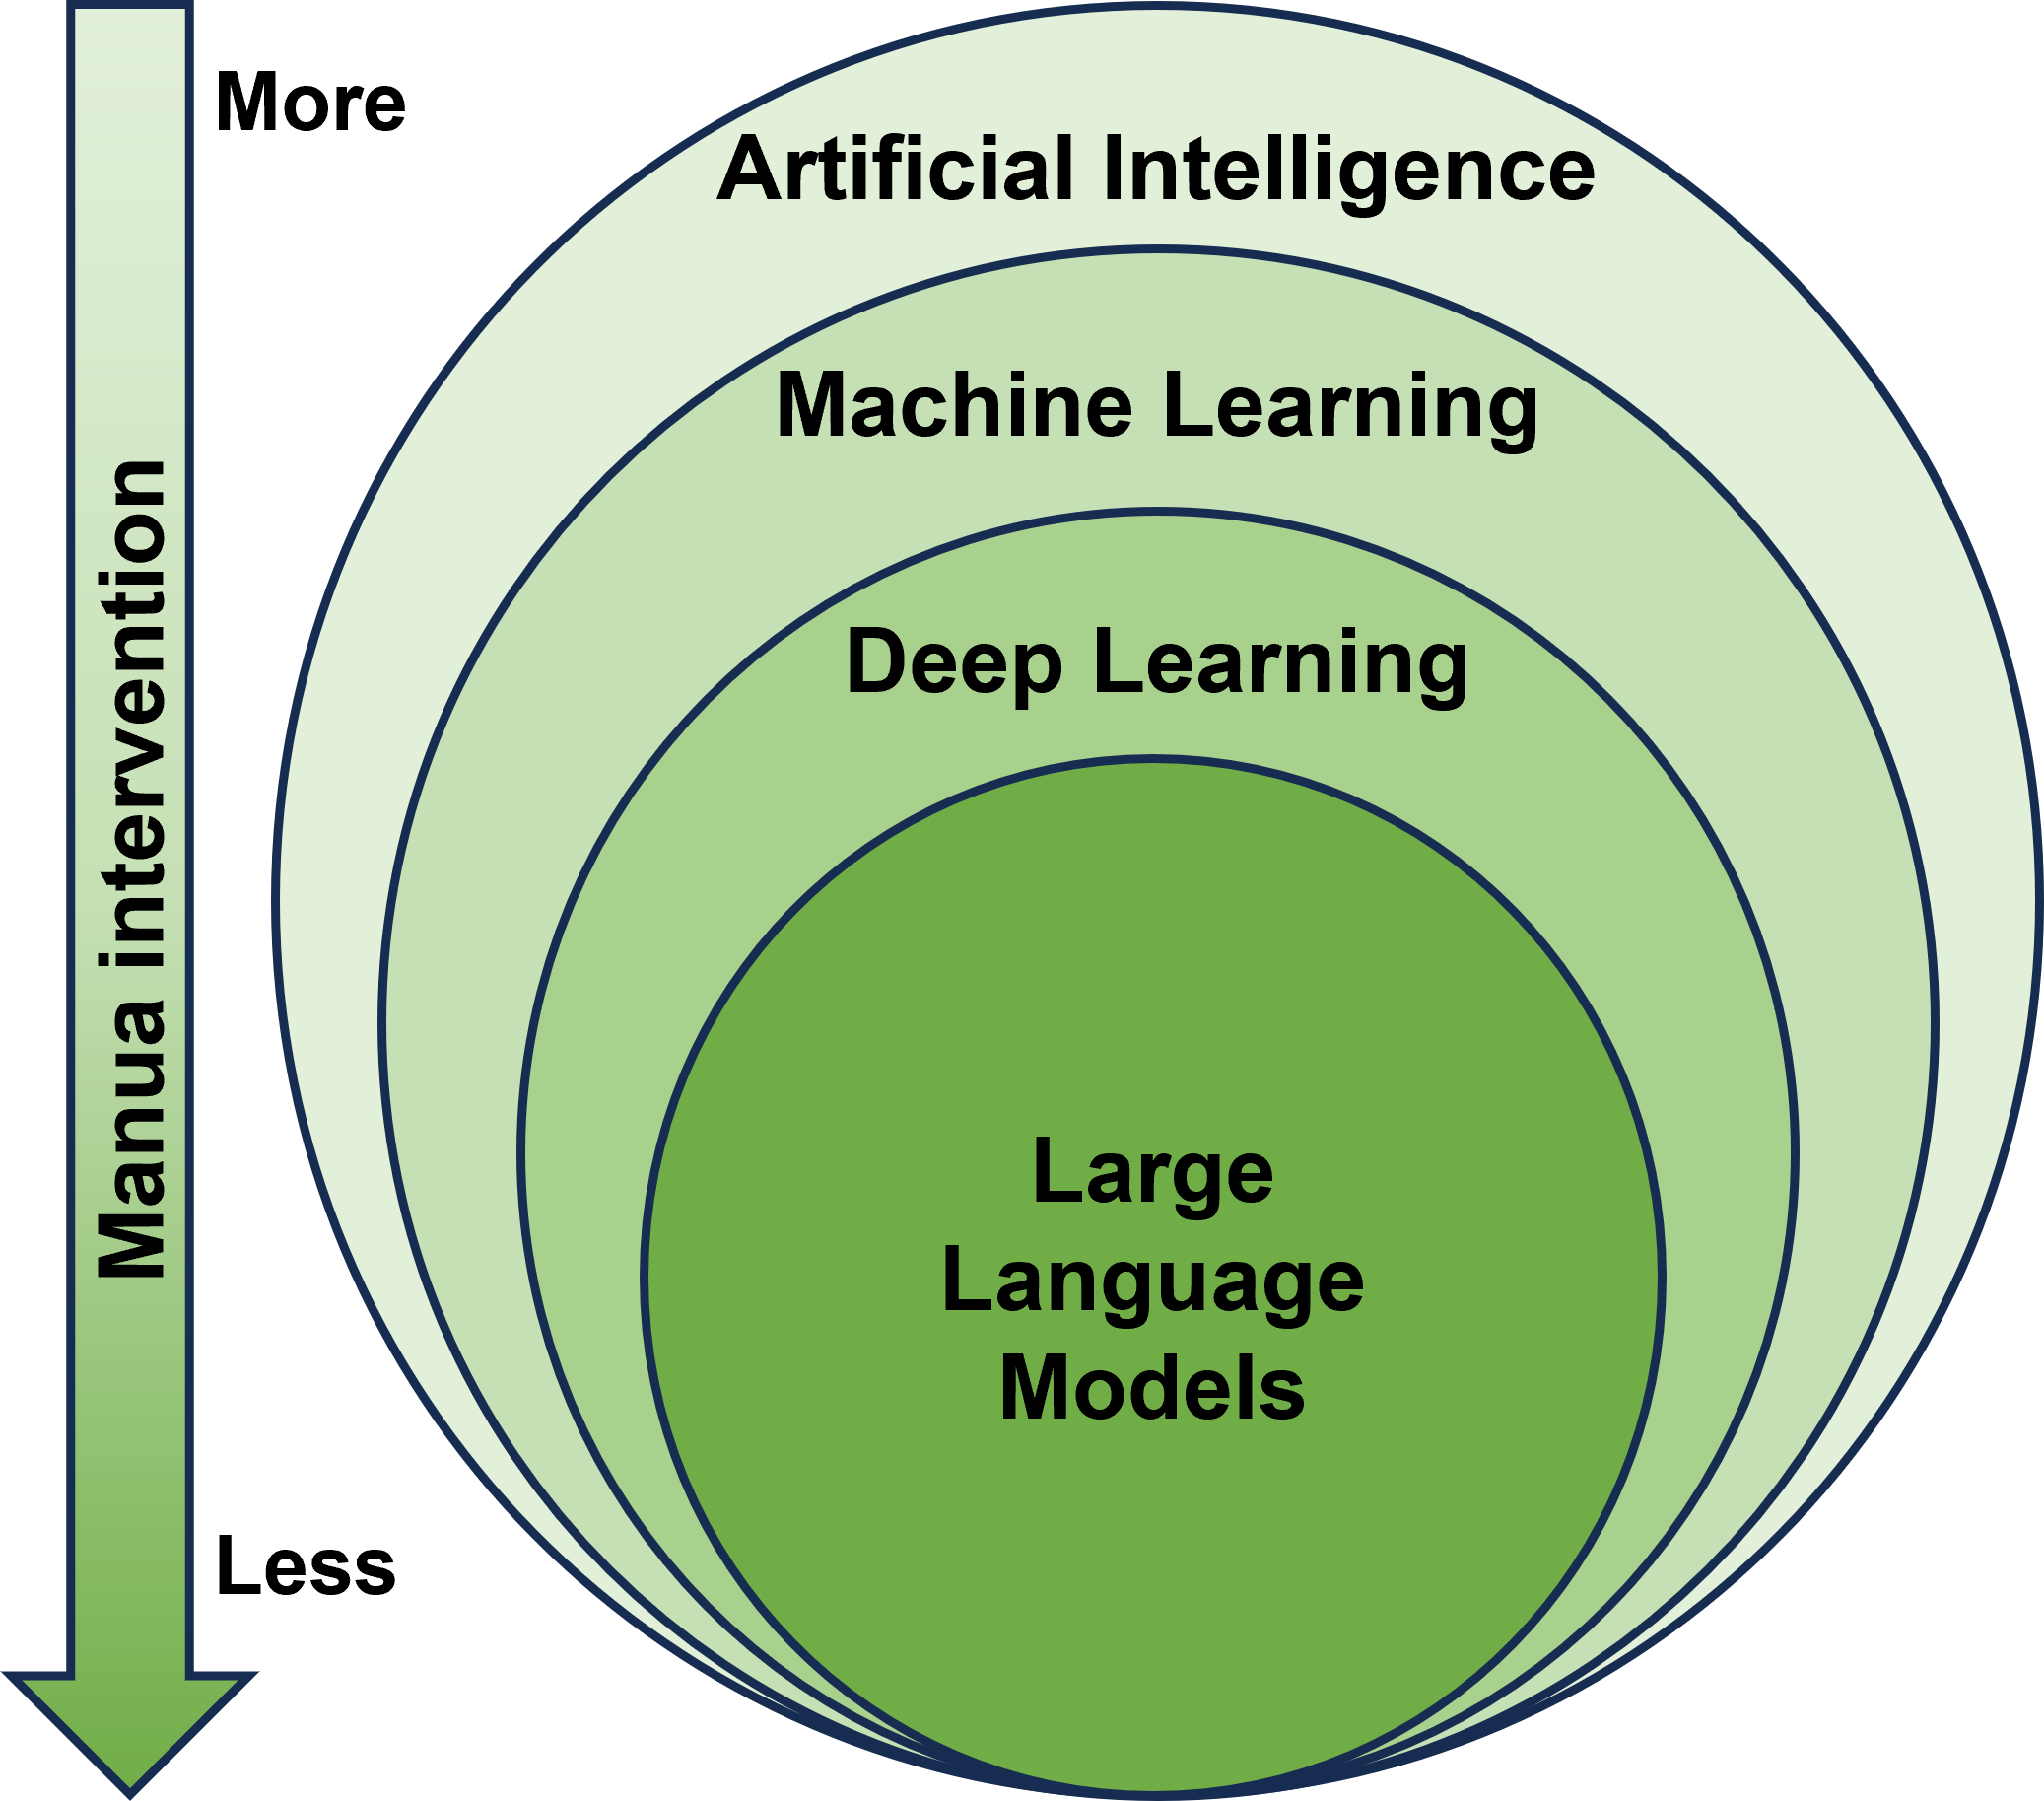 More
Artificial Intelligence
Machine Learning
Deep Learning
Manua intervention
Large
Language
Models
Less